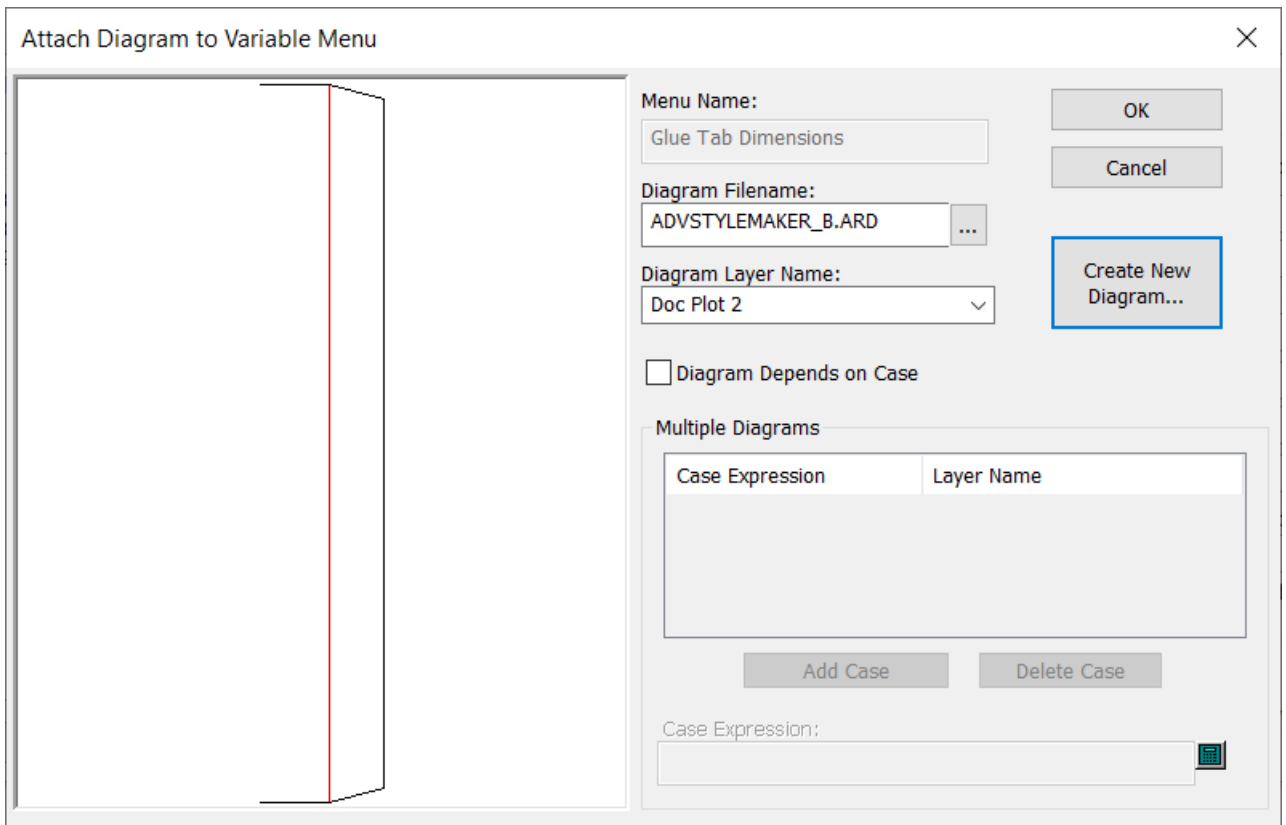 Attach Diagram to Variable Menu
Menu Name:
Glue Tab Dimensions
OK
Cancel
Diagram Filename:
ADVSTYLEMAKER_B.ARD
...
Create New
Diagram...
Diagram Layer Name:
Doc Plot 2
Diagram Depends on Case
Multiple Diagrams
Case Expression Layer Name
Add Case Delete Case
Case Expression: